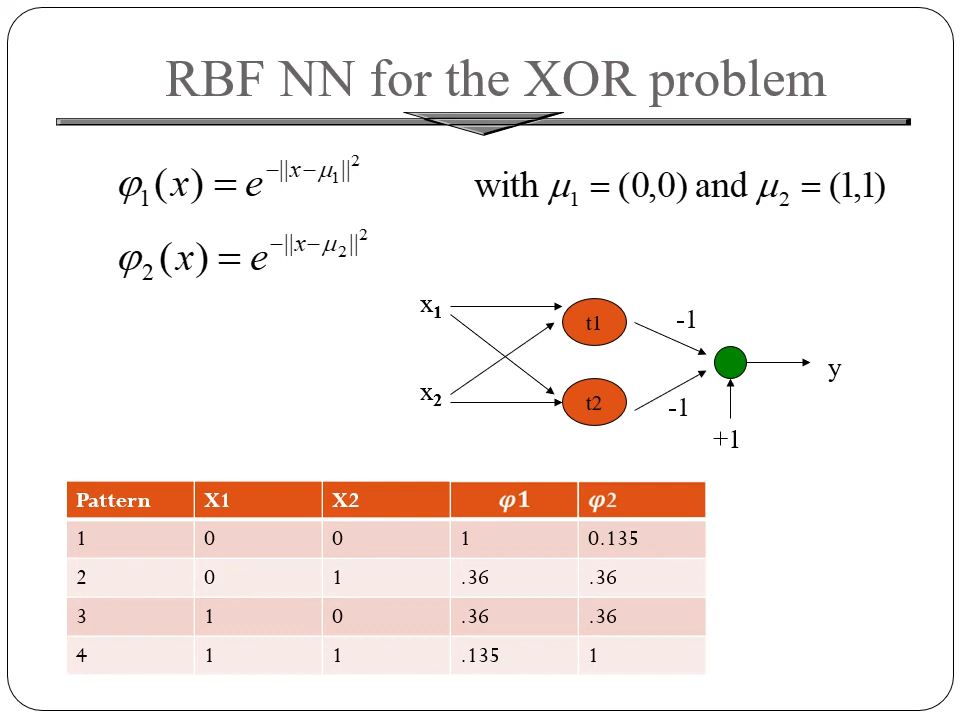 RBF NN for the XOR problem
φ₁(x) = e^{-||x-μ₁||²}
with μ₁ = (0,0) and μ₂ = (1,1)
φ₂(x) = e^{-||x-μ₂||²}
x₁
t1
-1
y
x₂
t2
-1
+1
Pattern X1 X2 φ1 φ2
1 0 0 1 0.135
2 0 1 .36 .36
3 1 0 .36 .36
4 1 1 .135 1